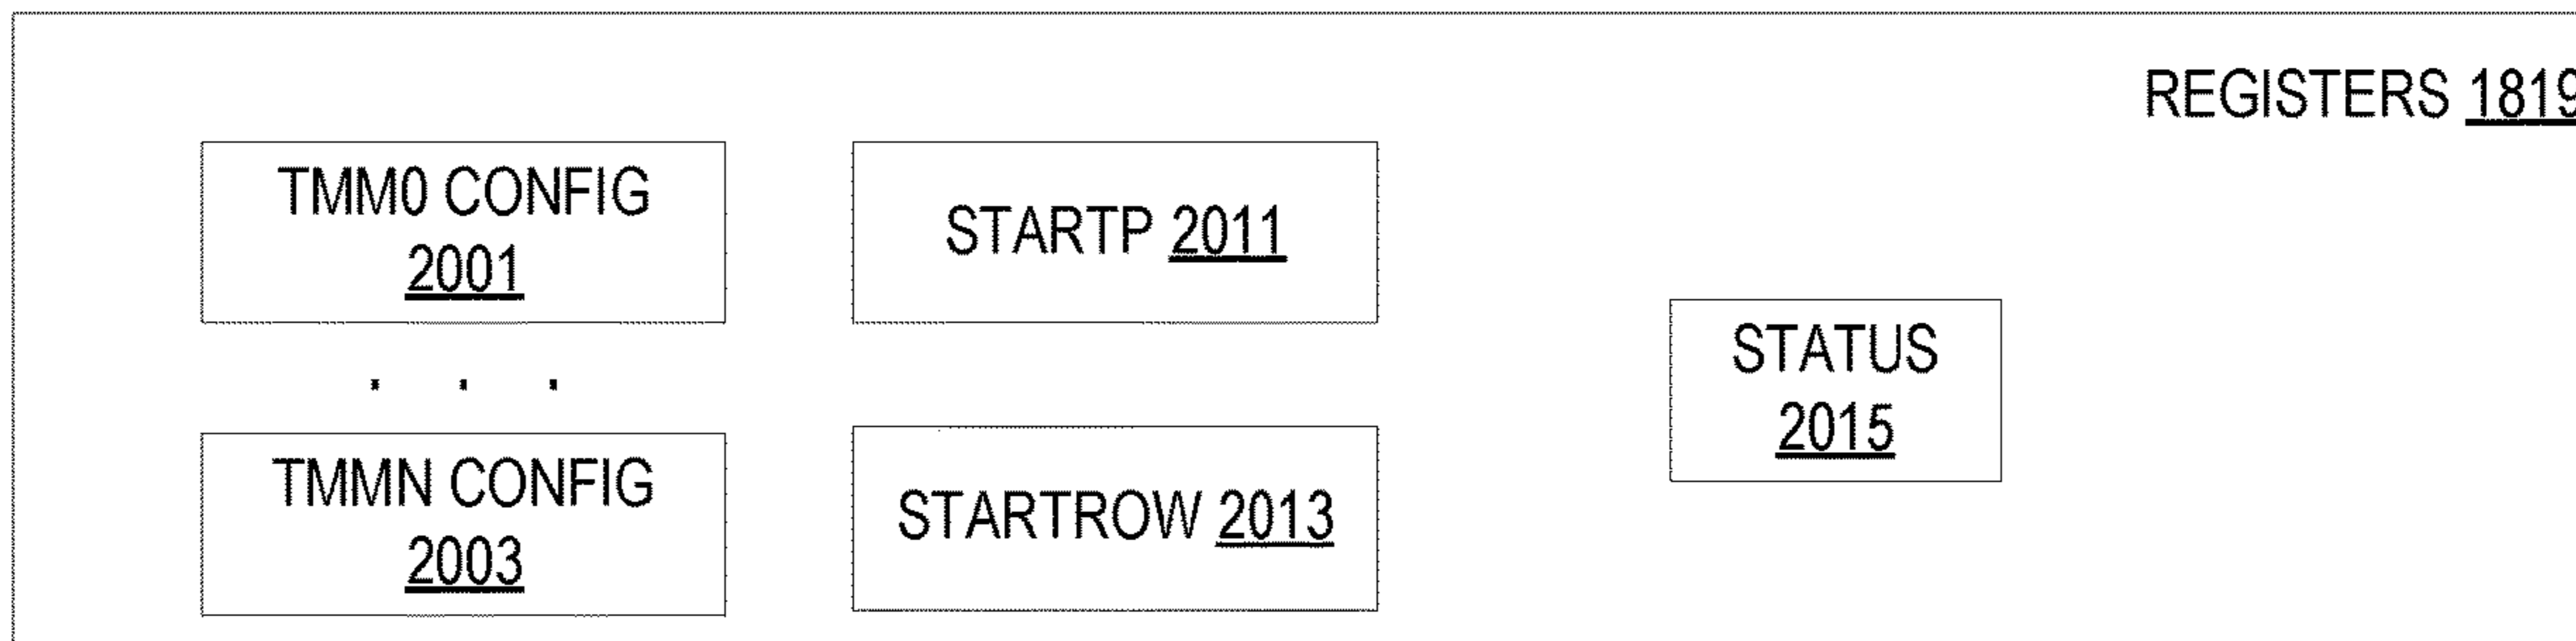 REGISTERS 1819
TMM0 CONFIG
2001
STARTP 2011
STATUS
2015
. . .
TMMN CONFIG
2003
STARTROW 2013